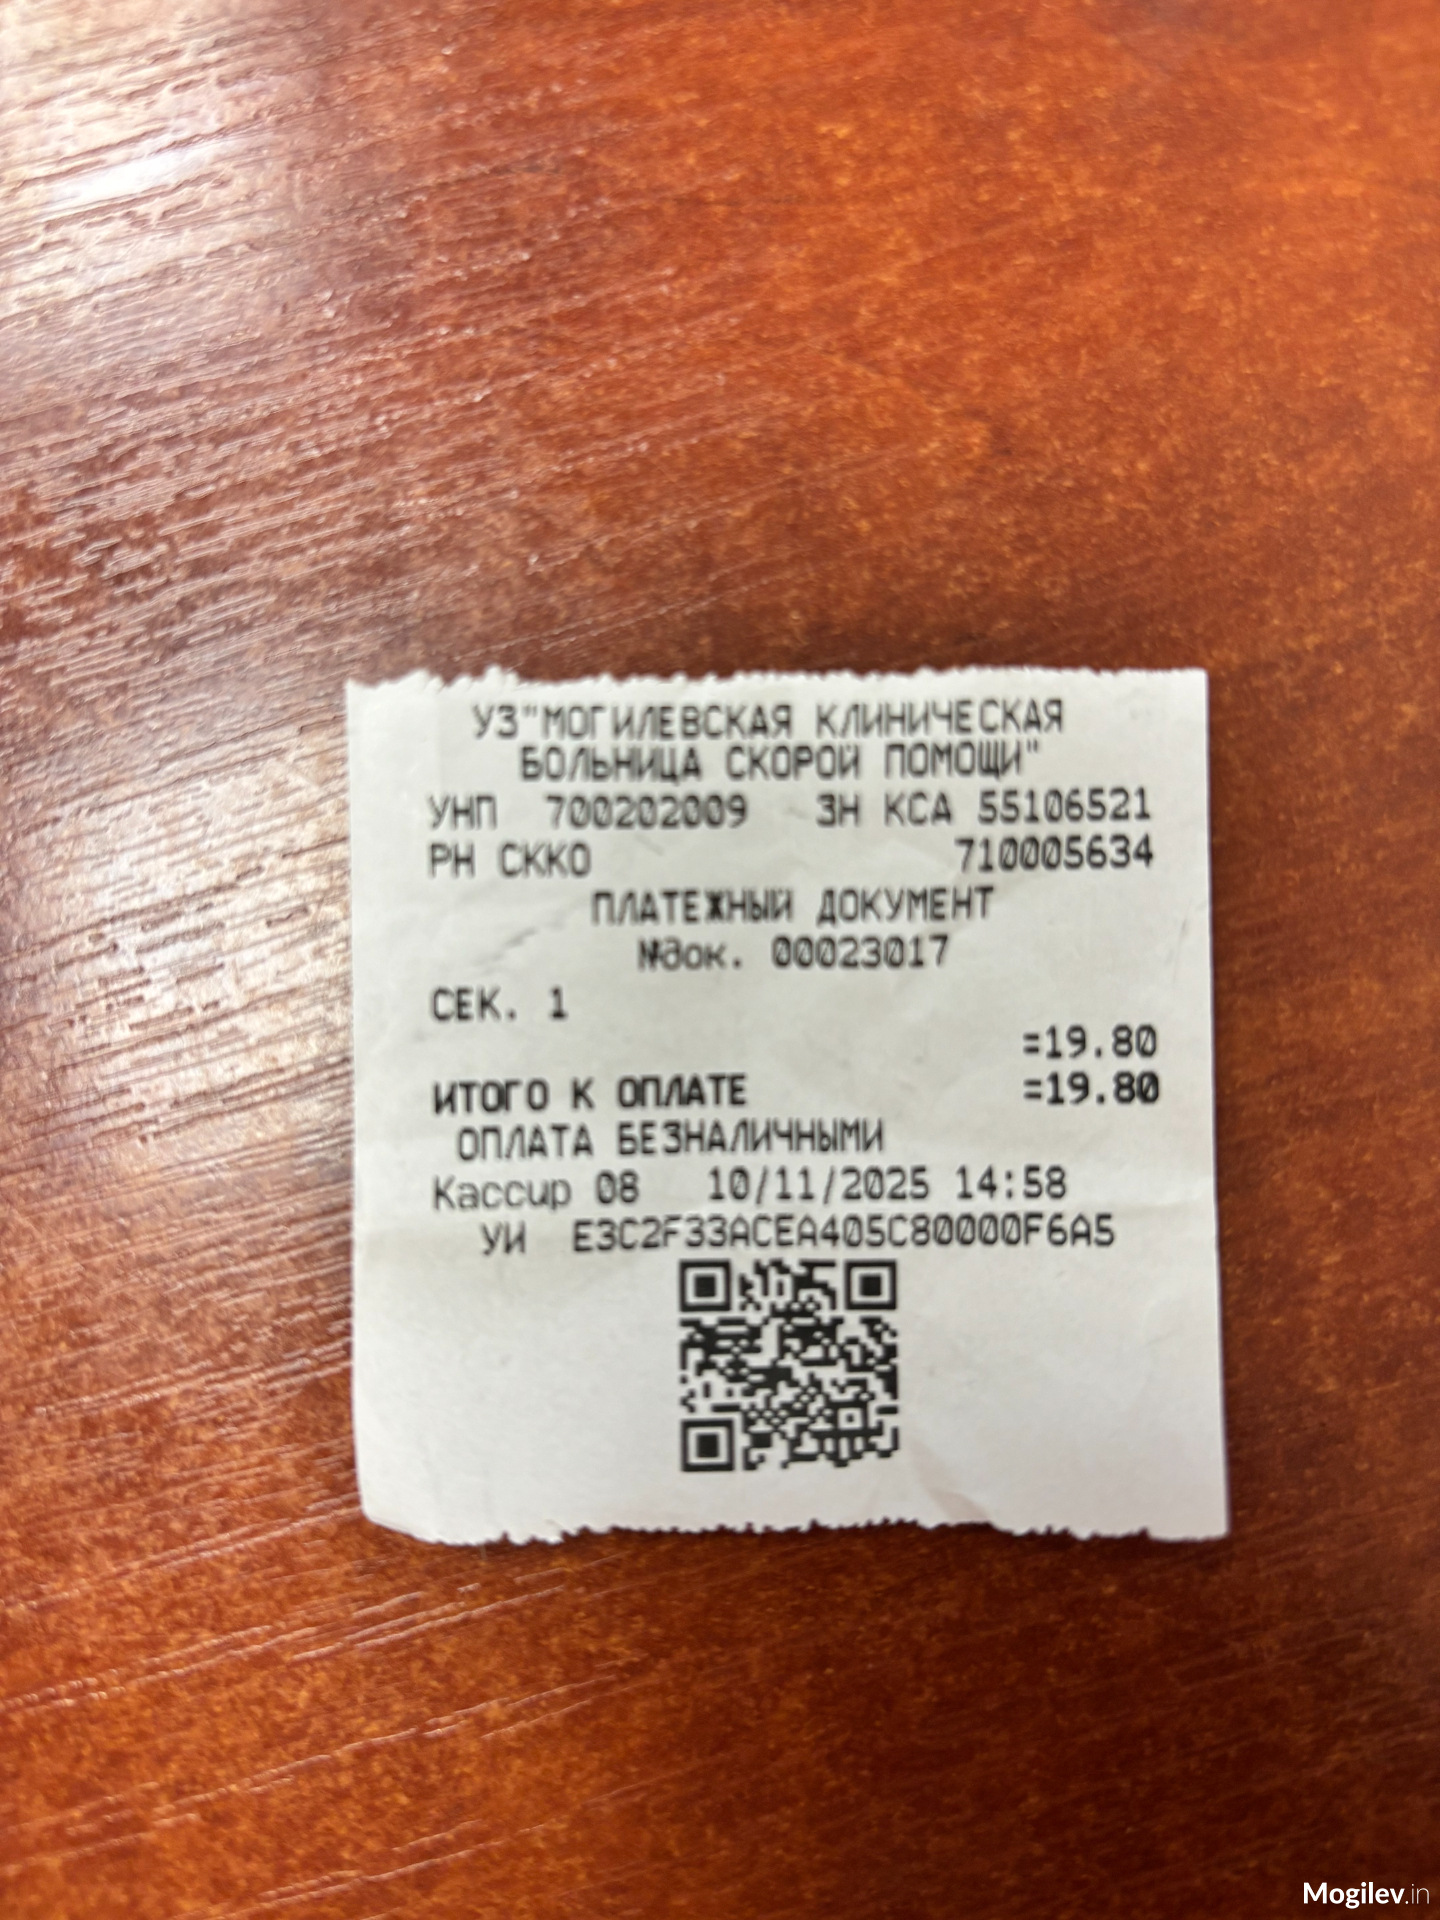 УЗ"МОГИЛЕВСКАЯ КЛИНИЧЕСКАЯ
БОЛЬНИЦА СКОРОЙ ПОМОЩИ"
УНП 700202009 ЗН КСА 55106521
РН СККО 710005634
ПЛАТЕЖНЫЙ ДОКУМЕНТ
№док. 00023017
СЕК. 1
=19.80
ИТОГО К ОПЛАТЕ =19.80
ОПЛАТА БЕЗНАЛИЧНЫМИ
Кассир 08 10/11/2025 14:58
УИ E3C2F33ACEA405C80000F6A5
Mogilev.in